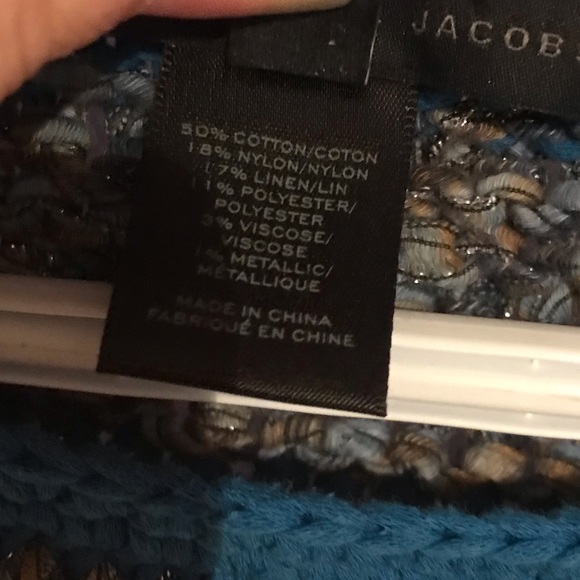 JACOBS
50% COTTON/COTON
18% NYLON/NYLON
17% LINEN/LIN
11% POLYESTER/
POLYESTER
3% VISCOSE/
VISCOSE
1% METALLIC/
MÉTALLIQUE
MADE IN CHINA
FABRIQUÉ EN CHINE